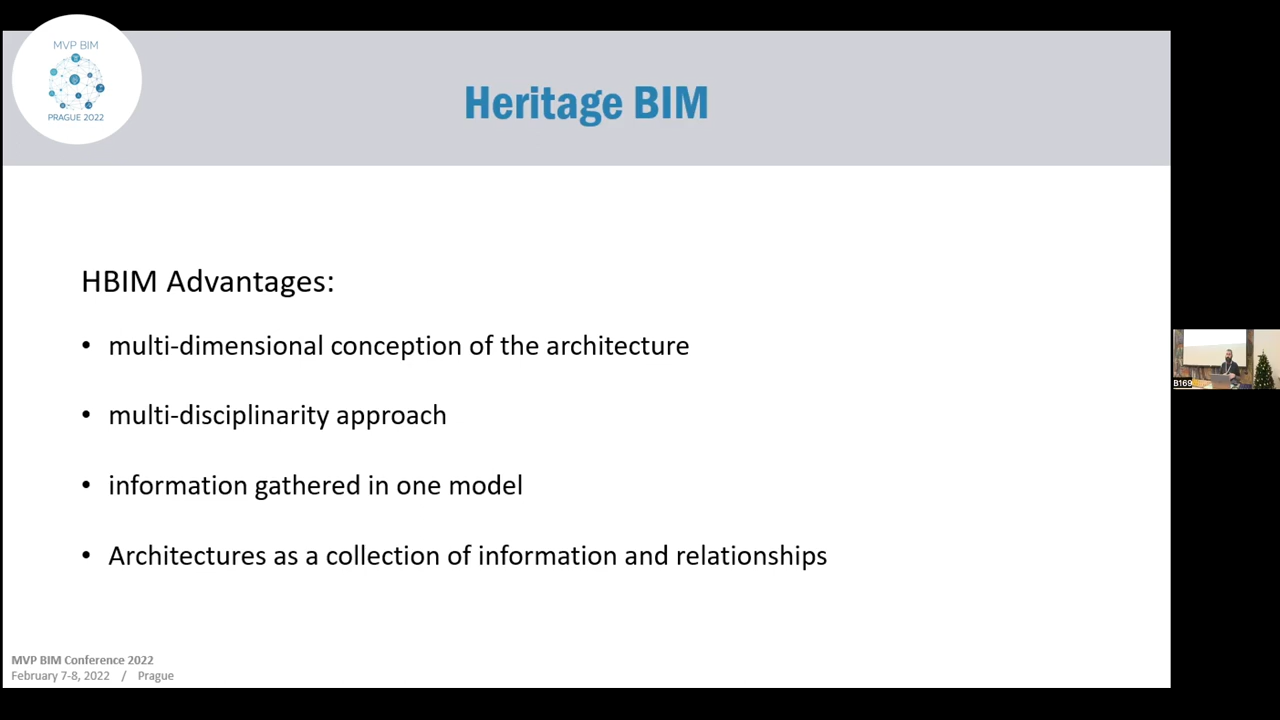 MVP BIM
PRAGUE 2022
Heritage BIM
HBIM Advantages:
• multi-dimensional conception of the architecture
• multi-disciplinarity approach
• information gathered in one model
• Architectures as a collection of information and relationships
B169
MVP BIM Conference 2022
February 7-8, 2022 / Prague